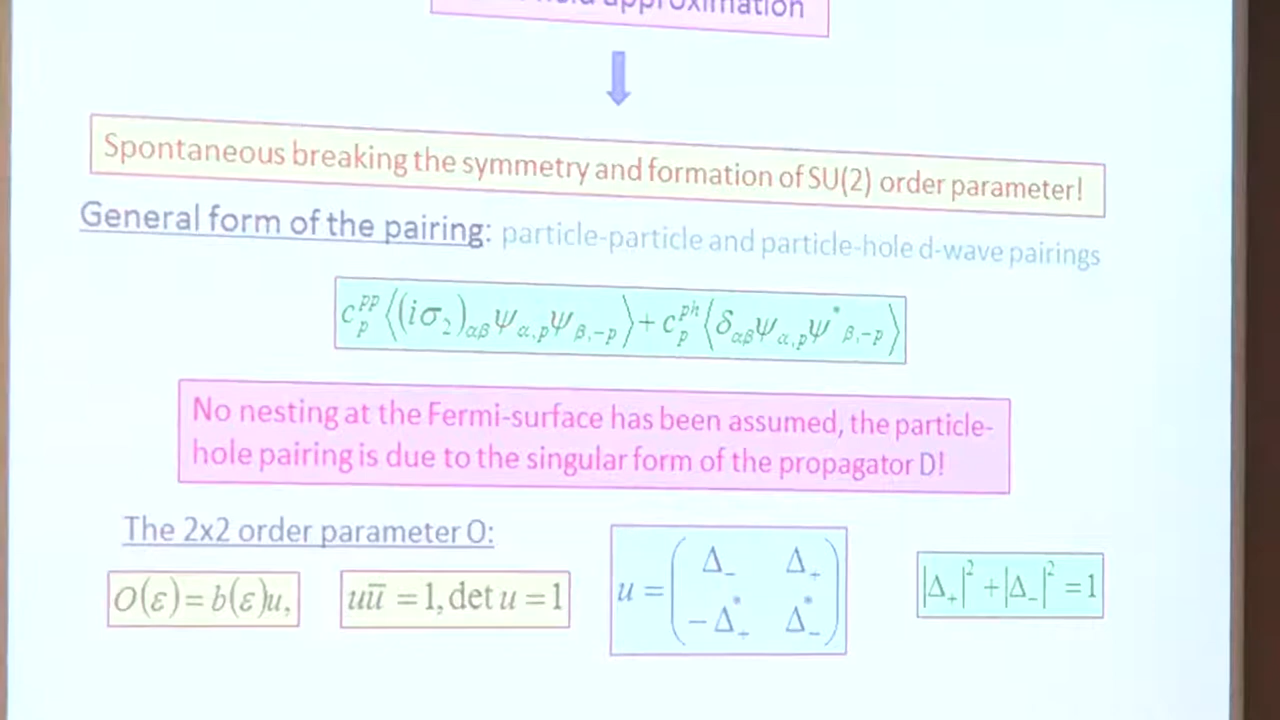 approximation
Spontaneous breaking the symmetry and formation of SU(2) order parameter!
General form of the pairing: particle-particle and particle-hole d-wave pairings
c_p^{pp}⟨(iσ_2)_{αβ}ψ_{α,p}ψ_{β,-p}⟩ + c_p^{ph}⟨δ_{αβ}ψ_{α,p}ψ^*_{β,-p}⟩
No nesting at the Fermi-surface has been assumed, the particle-
hole pairing is due to the singular form of the propagator D!
The 2x2 order parameter O:
O(ε)= b(ε)u, uū = 1, det u = 1 u = ( Δ_- Δ_+ ; -Δ_+^* Δ_-^* ) |Δ_+|^2 + |Δ_-|^2 = 1